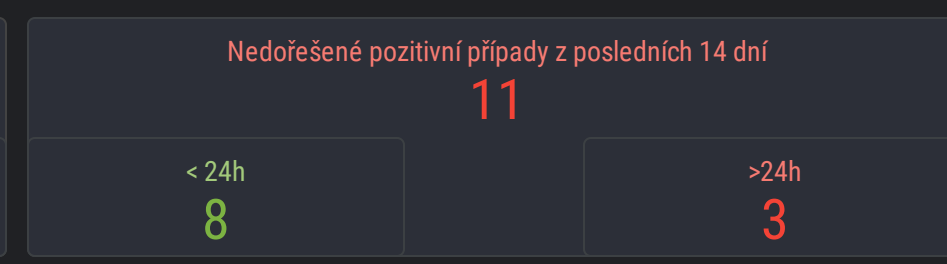 Nedořešené pozitivní případy z posledních 14 dní
11
< 24h
>24h
8
3